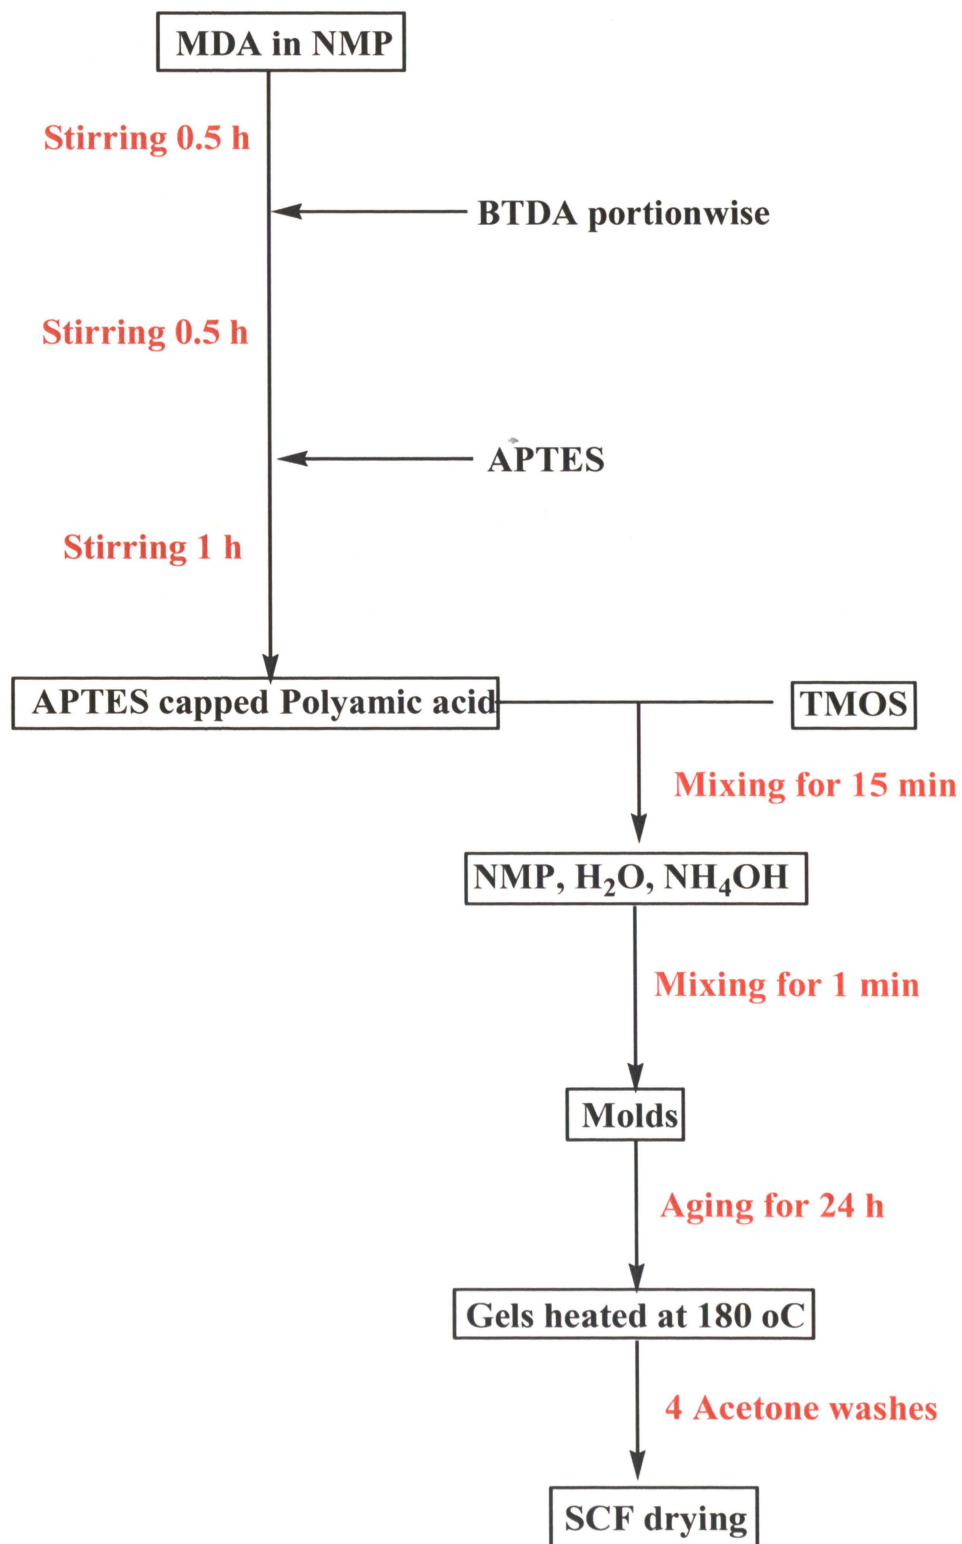 MDA in NMP
Stirring 0.5 h
BTDA portionwise
Stirring 0.5 h
APTES
Stirring 1 h
APTES capped Polyamic acid
TMOS
Mixing for 15 min
NMP, H₂O, NH₄OH
Mixing for 1 min
Molds
Aging for 24 h
Gels heated at 180 oC
4 Acetone washes
SCF drying